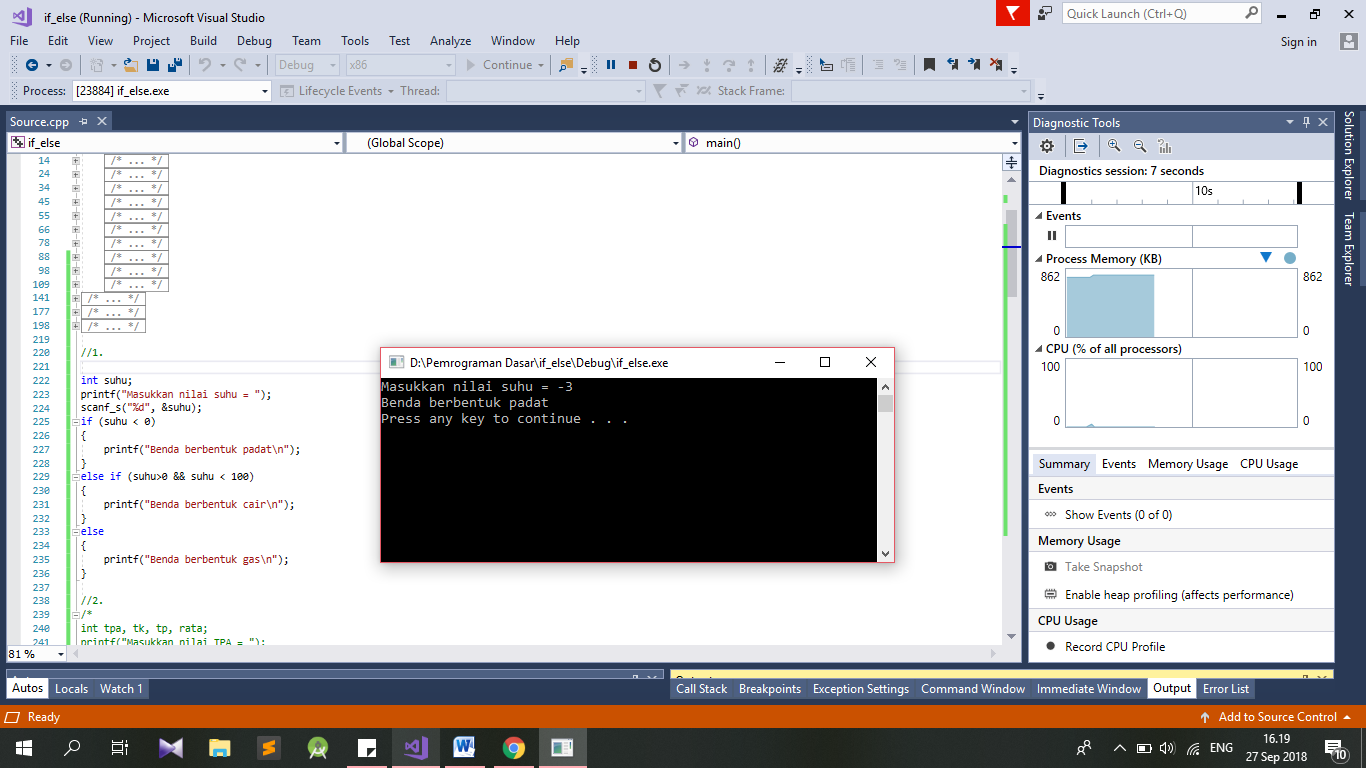 if_else (Running) - Microsoft Visual Studio
Quick Launch (Ctrl+Q)
File Edit View Project Build Debug Team Tools Test Analyze Window Help
Sign in
Debug x86 Continue
Process: [23884] if_else.exe Lifecycle Events Thread: Stack Frame:
Source.cpp
if_else (Global Scope) main()
14 /* ... */
24 /* ... */
34 /* ... */
45 /* ... */
55 /* ... */
66 /* ... */
78 /* ... */
88 /* ... */
98 /* ... */
109 /* ... */
141 /* ... */
177 /* ... */
198 /* ... */
219
220 //1.
221
222 int suhu;
223 printf("Masukkan nilai suhu = ");
224 scanf_s("%d", &suhu);
225 if (suhu < 0)
226 {
227 printf("Benda berbentuk padat\n");
228 }
229 else if (suhu>0 && suhu < 100)
230 {
231 printf("Benda berbentuk cair\n");
232 }
233 else
234 {
235 printf("Benda berbentuk gas\n");
236 }
237
238 //2.
239 /*
240 int tpa, tk, tp, rata;
241 printf("Masukkan nilai TPA = ");
81 %
D:\Pemrograman Dasar\if_else\Debug\if_else.exe
Masukkan nilai suhu = -3
Benda berbentuk padat
Press any key to continue . . .
Diagnostic Tools
Diagnostics session: 7 seconds
10s
Events
Process Memory (KB)
862 862
0 0
CPU (% of all processors)
100 100
0 0
Summary Events Memory Usage CPU Usage
Events
Show Events (0 of 0)
Memory Usage
Take Snapshot
Enable heap profiling (affects performance)
CPU Usage
Record CPU Profile
Solution Explorer
Team Explorer
Autos Locals Watch 1
Call Stack Breakpoints Exception Settings Command Window Immediate Window Output Error List
Ready
Add to Source Control
ENG
16.19
27 Sep 2018
10